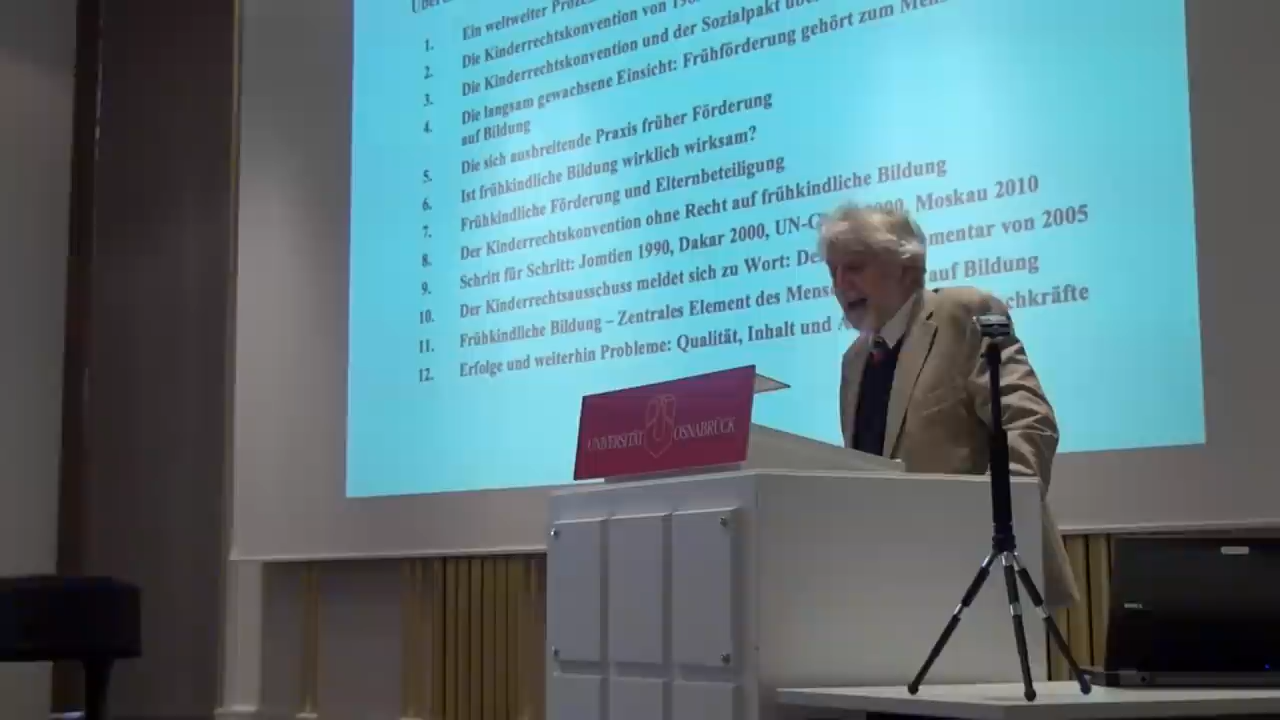 1. Ein weltweiter
2. Die Kinderrechtskonvention von
3. Die Kinderrechtskonvention und der Sozialpakt
4. Die langsam gewachsene Einsicht: Frühförderung gehört zum
auf Bildung
5. Die sich ausbreitende Praxis früher Förderung
6. Ist frühkindliche Bildung wirklich wirksam?
7. Frühkindliche Förderung und Elternbeteiligung
8. Der Kinderrechtskonvention ohne Recht auf frühkindliche Bildung
9. Schritt für Schritt: Jomtien 1990, Dakar 2000, Moskau 2010
10. Der Kinderrechtsausschuss meldet sich zu Wort: von 2005
11. Frühkindliche Bildung – Zentrales Element des auf Bildung
12. Erfolge und weiterhin Probleme: Qualität, Inhalt und
UNIVERSITÄT OSNABRÜCK